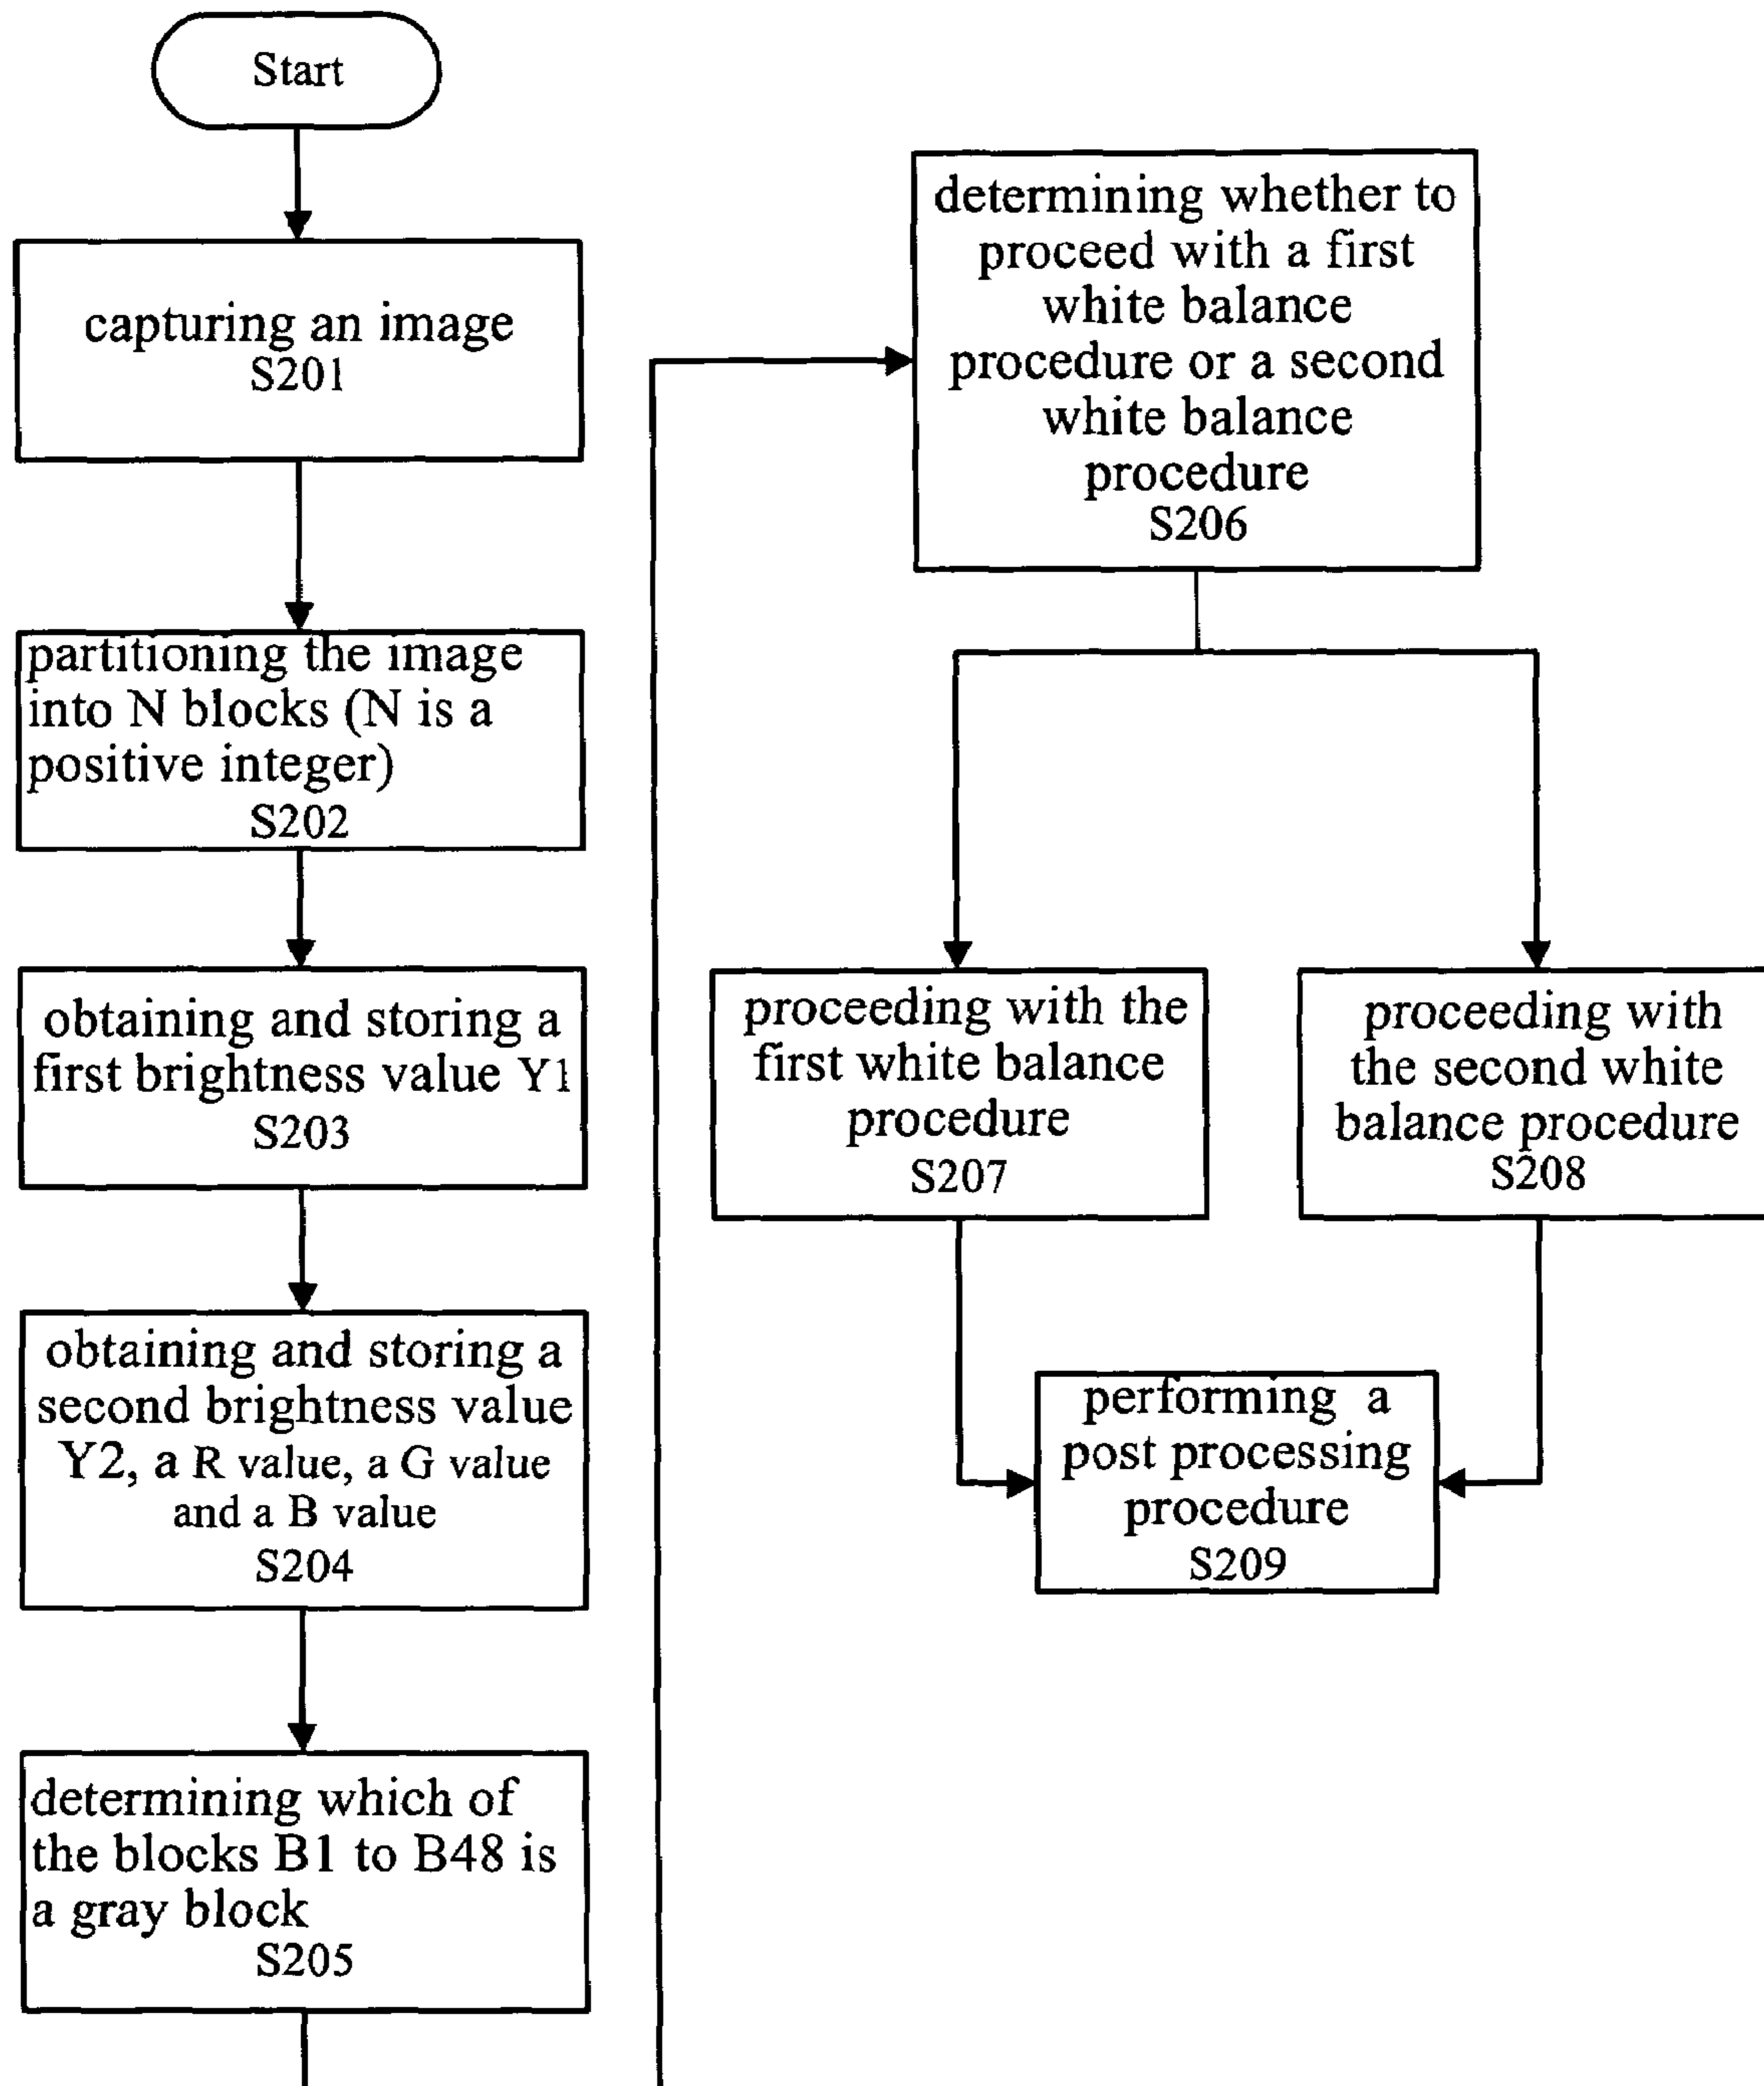 Start
capturing an image
S201
partitioning the image
into N blocks (N is a
positive integer)
S202
obtaining and storing a
first brightness value Y1
S203
obtaining and storing a
second brightness value
Y2, a R value, a G value
and a B value
S204
determining which of
the blocks B1 to B48 is
a gray block
S205
determining whether to
proceed with a first
white balance
procedure or a second
white balance
procedure
S206
proceeding with the
first white balance
procedure
S207
proceeding with
the second white
balance procedure
S208
performing a
post processing
procedure
S209